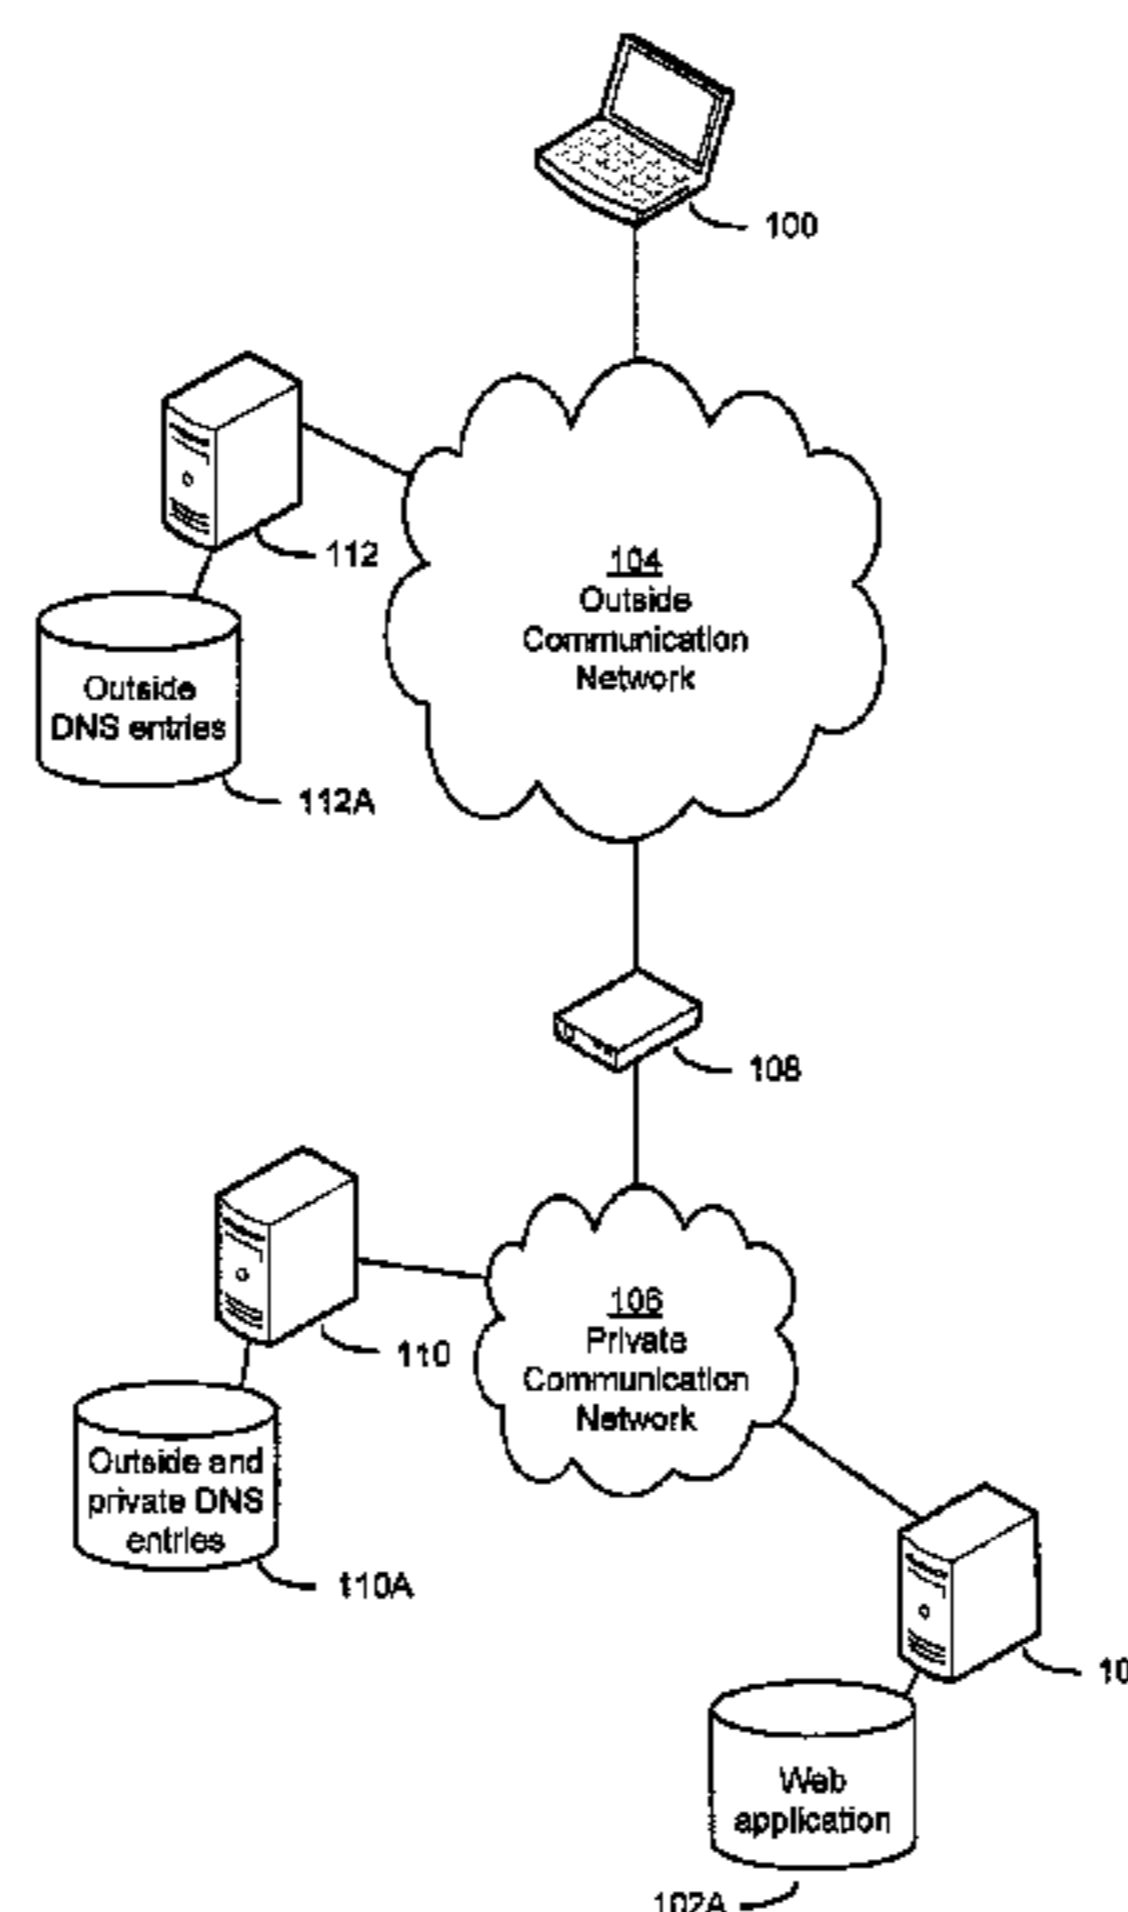 100
112
104
Outside
Communication
Network
Outside
DNS entries
112A
108
110
106
Private
Communication
Network
Outside and
private DNS
entries
110A
10
Web
application
102A